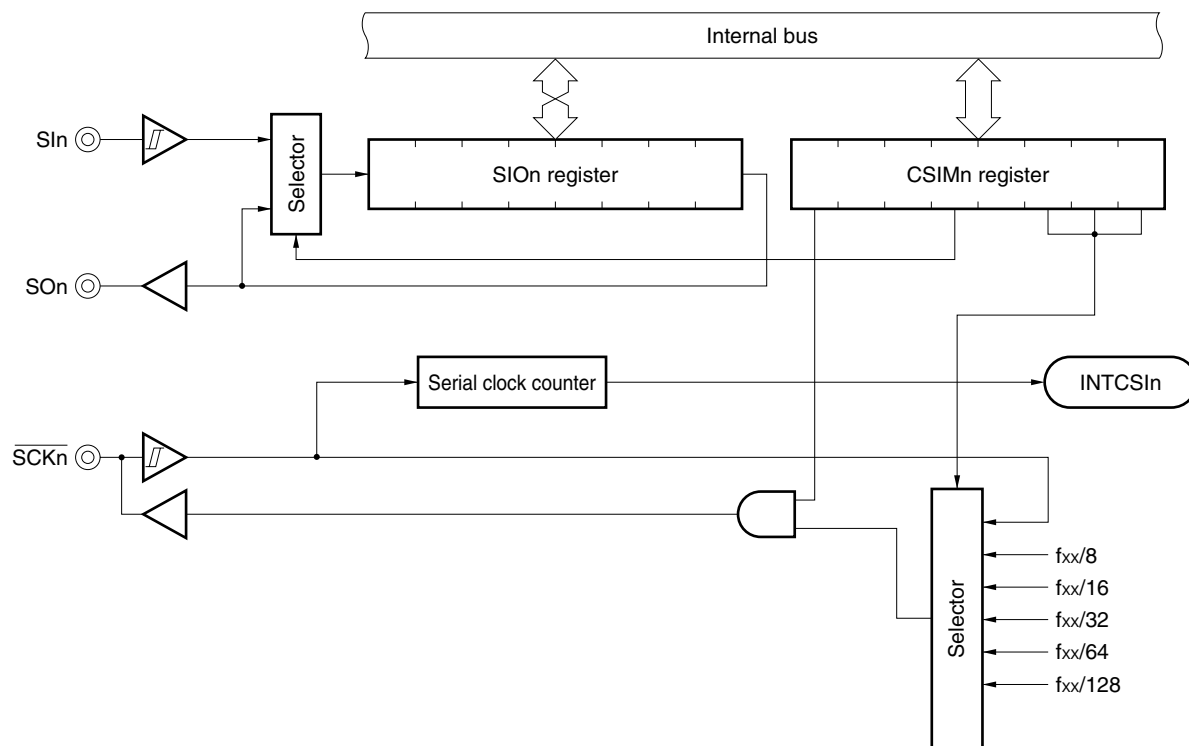 Internal bus
SIn
Selector
SIOn register
CSIMn register
SOn
Serial clock counter
INTCSIn
SCKn
Selector
fxx/8
fxx/16
fxx/32
fxx/64
fxx/128